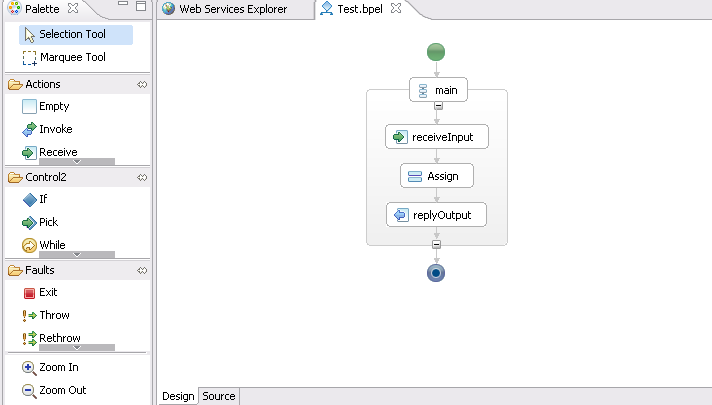 Palette
Selection Tool
Marquee Tool
Actions
Empty
Invoke
Receive
Control2
If
Pick
While
Faults
Exit
Throw
Rethrow
Zoom In
Zoom Out
Web Services Explorer
Test.bpel
main
receiveInput
Assign
replyOutput
Design
Source